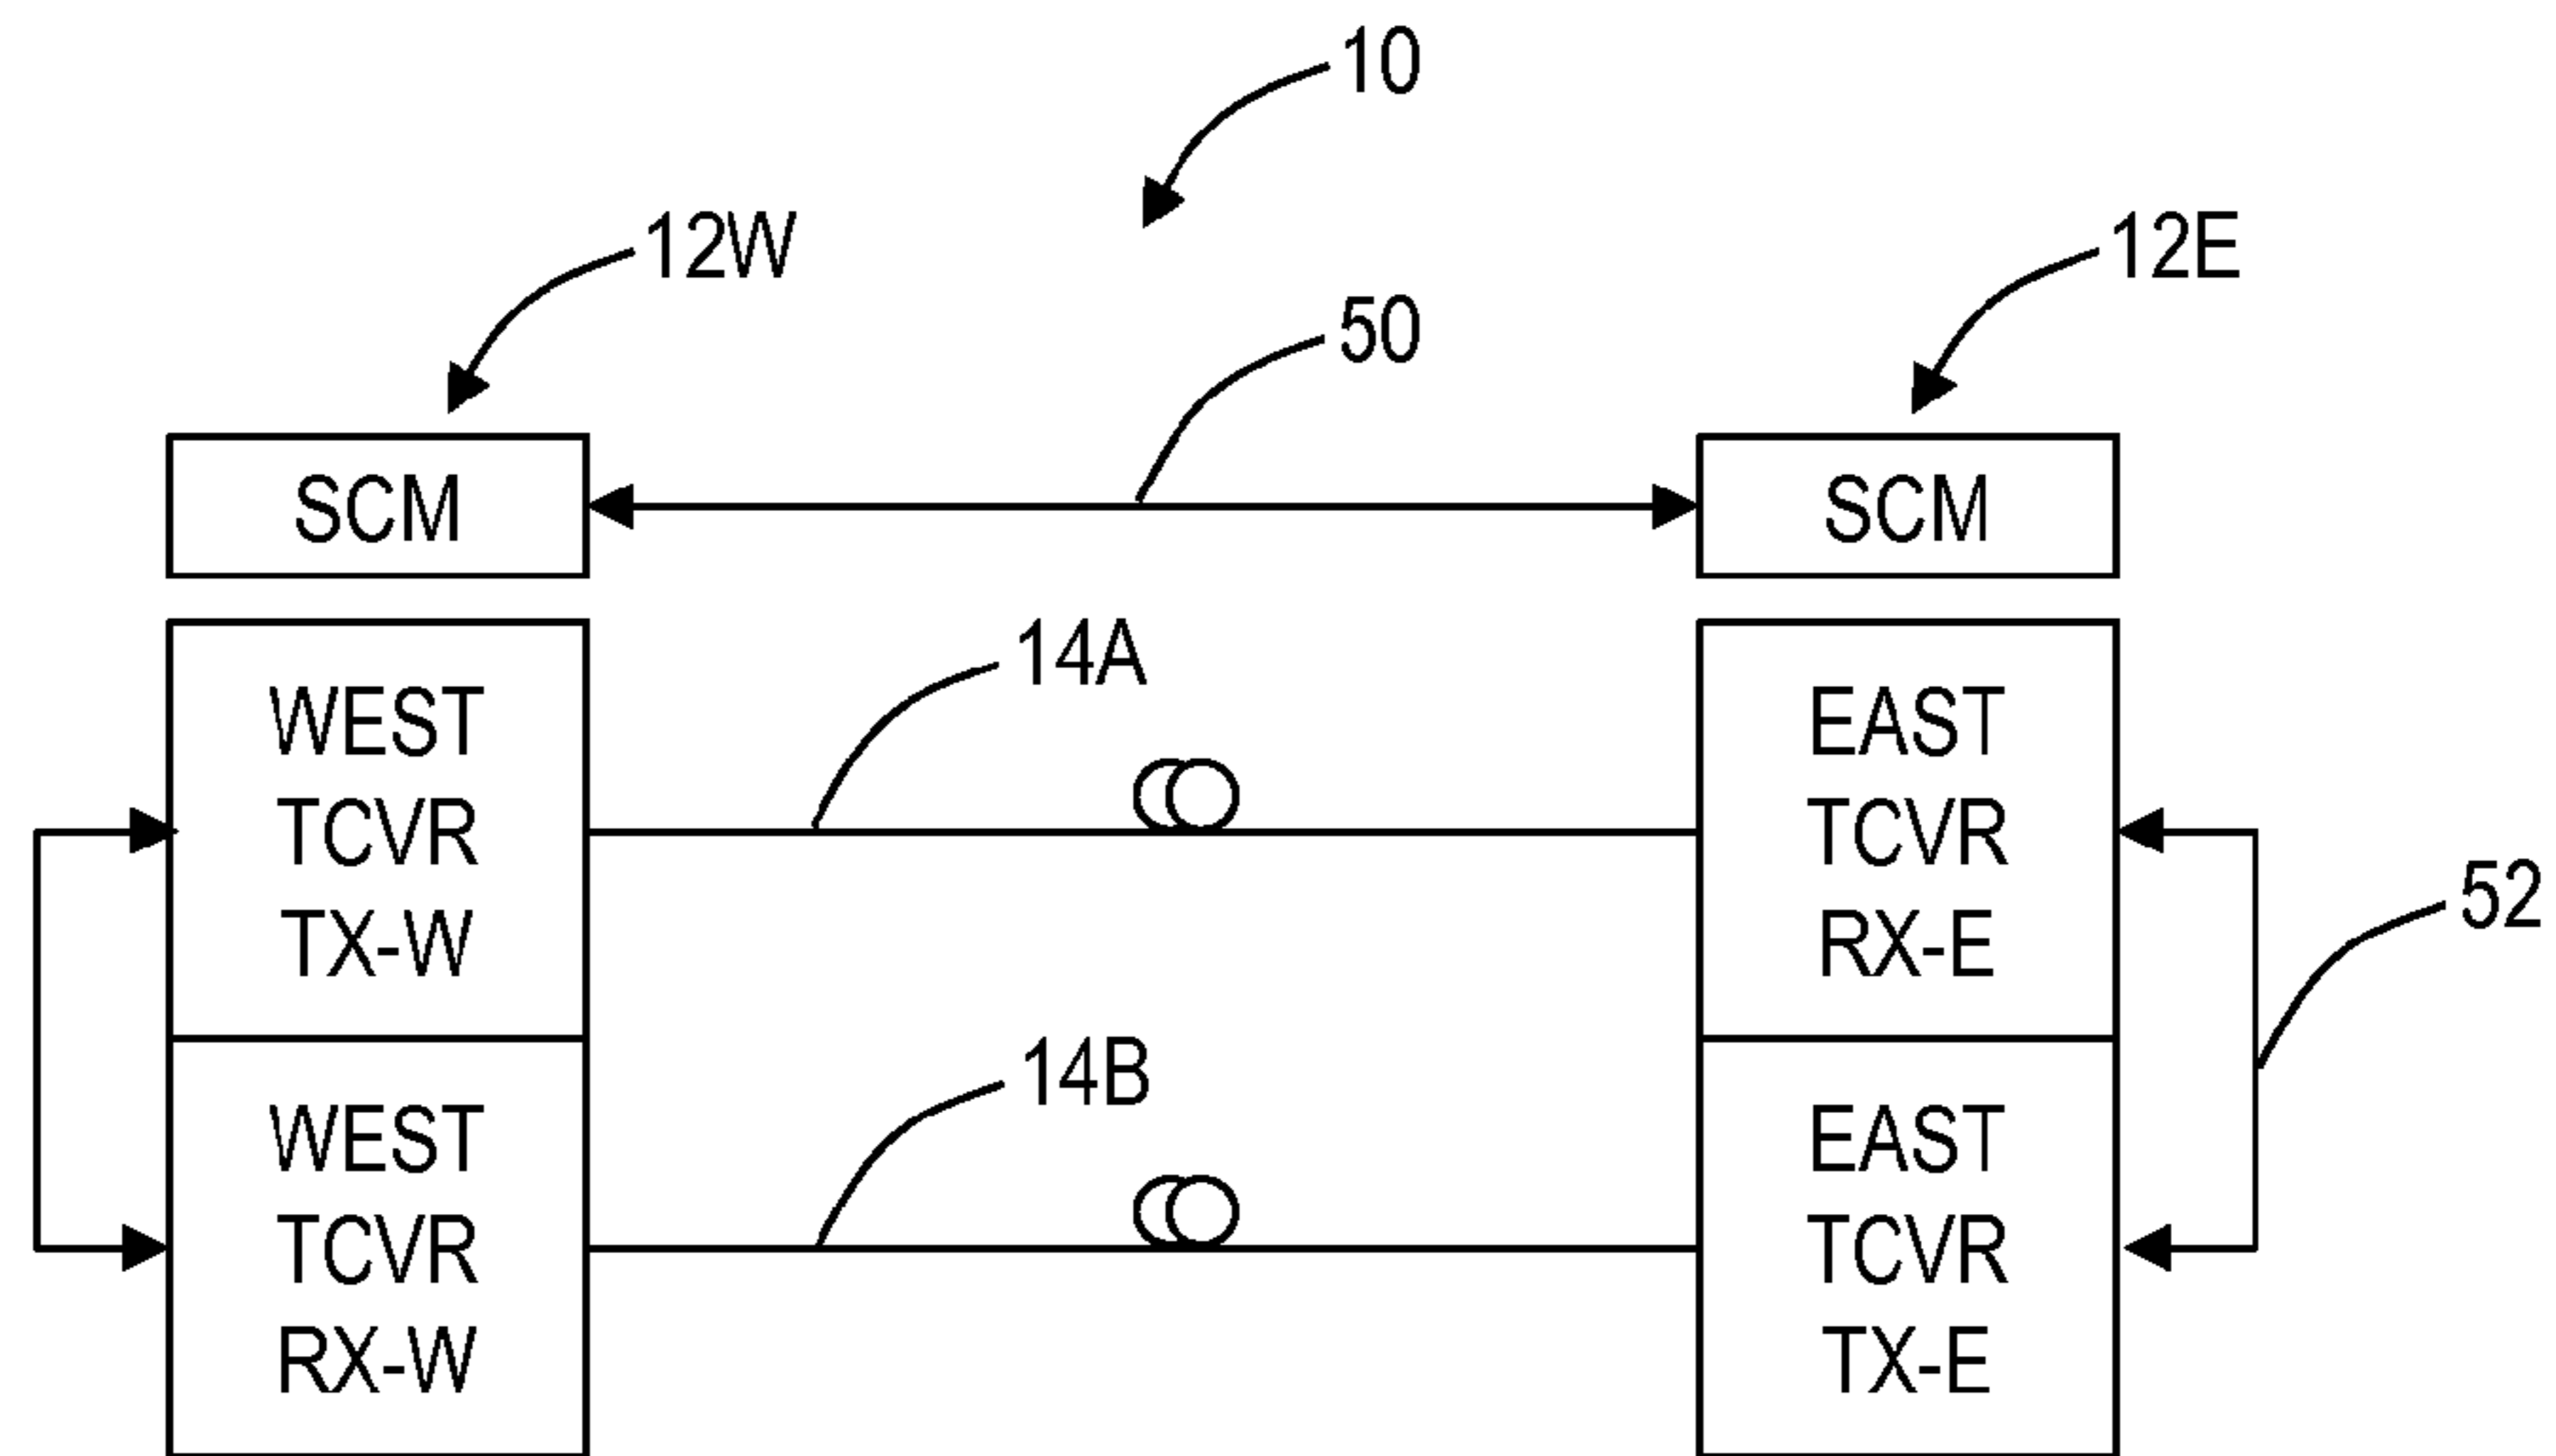 10
12W
12E
50
SCM
SCM
14A
WEST
TCVR
TX-W
EAST
TCVR
RX-E
52
14B
WEST
TCVR
RX-W
EAST
TCVR
TX-E